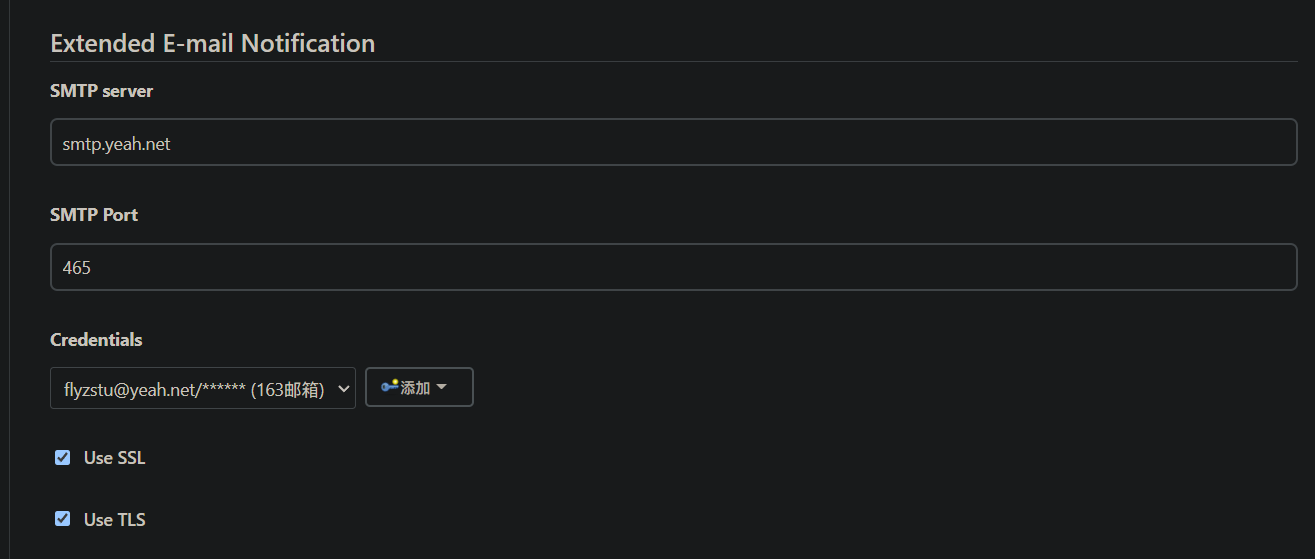 Extended E-mail Notification
SMTP server
smtp.yeah.net
SMTP Port
465
Credentials
flyzstu@yeah.net/****** (163邮箱)
添加
Use SSL
Use TLS